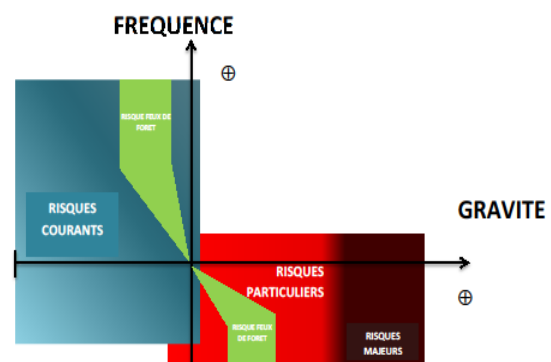 FREQUENCE
⊕
RISQUE FEUX DE
FORET
RISQUES
COURANTS
GRAVITE
⊕
RISQUES
PARTICULIERS
RISQUE FEUX
DE FORET
RISQUES
MAJEURS